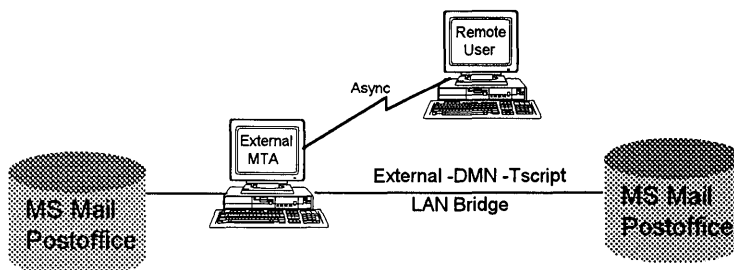 Remote
User
Async
External
MTA
External -DMN -Tscript
LAN Bridge
MS Mail
Postoffice
MS Mail
Postoffice